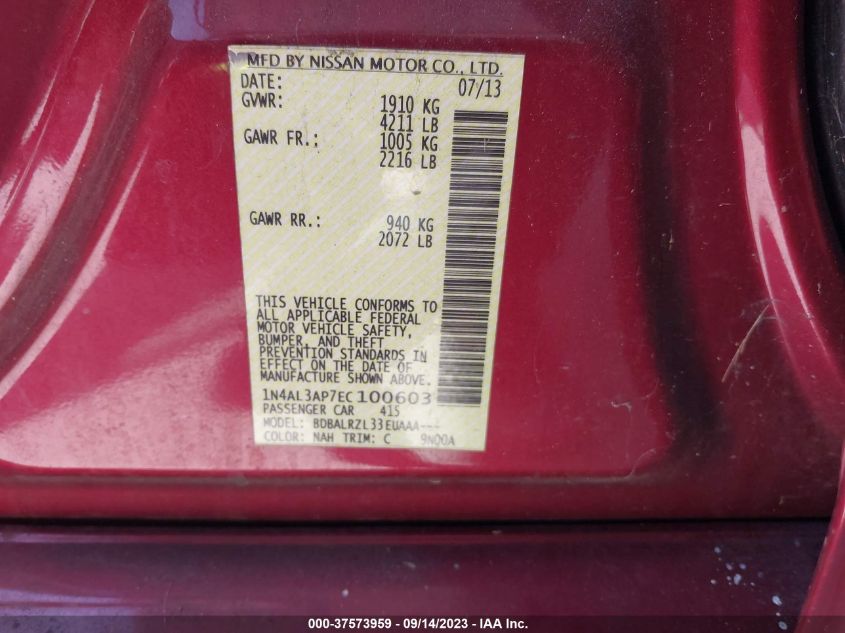 MFD BY NISSAN MOTOR CO., LTD.
DATE: 07/13
GVWR: 1910 KG
4211 LB
GAWR FR.: 1005 KG
2216 LB
GAWR RR.: 940 KG
2072 LB
THIS VEHICLE CONFORMS TO
ALL APPLICABLE FEDERAL
MOTOR VEHICLE SAFETY,
BUMPER, AND THEFT
PREVENTION STANDARDS IN
EFFECT ON THE DATE OF
MANUFACTURE SHOWN ABOVE.
1N4AL3AP7EC100603
PASSENGER CAR 415
MODEL: BDBALRZL33EUAAA---
COLOR: NAH TRIM: C 9N00A
000-37573959 - 09/14/2023 - IAA Inc.